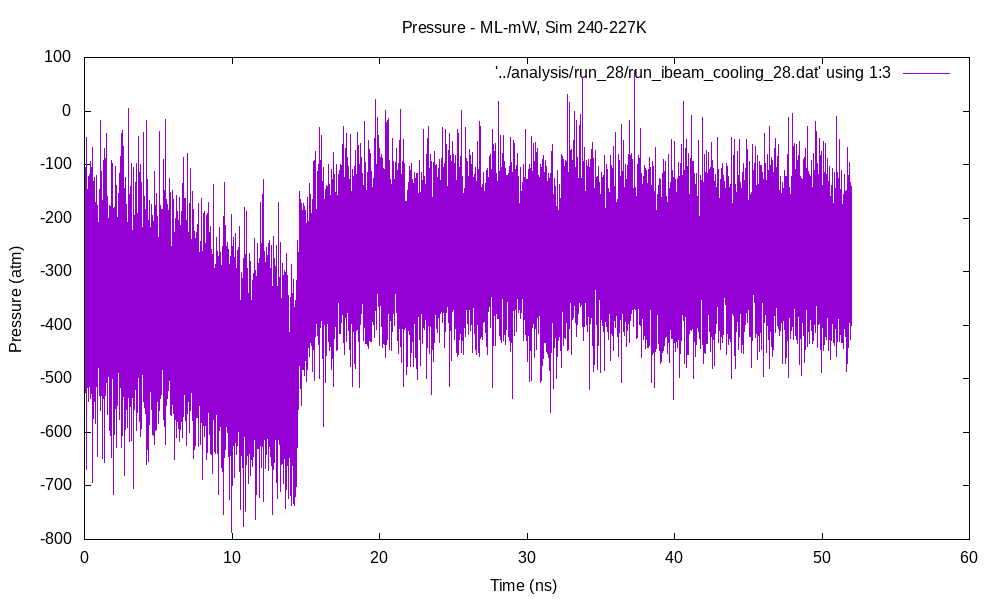 Pressure - ML-mW, Sim 240-227K
'../analysis/run_28/run_ibeam_cooling_28.dat' using 1:3
100
0
-100
-200
-300
-400
-500
-600
-700
-800
Pressure (atm)
0 10 20 30 40 50 60
Time (ns)